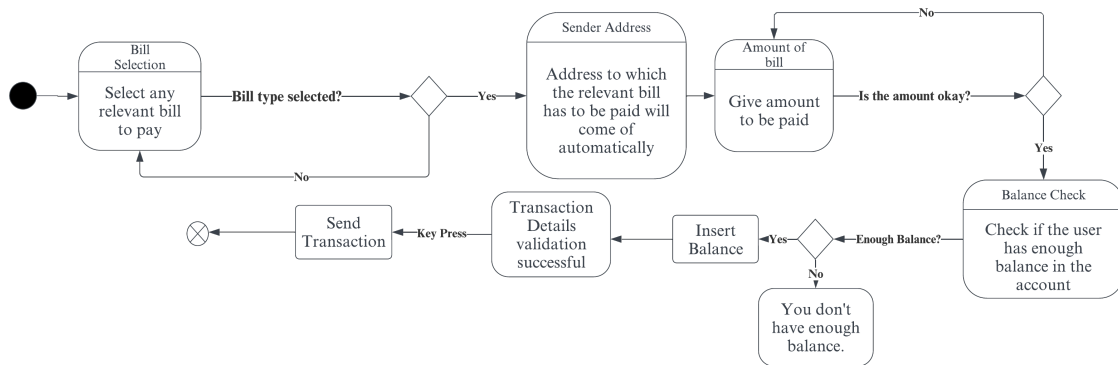 Bill
Selection
Select any
relevant bill
to pay
Bill type selected?
No
Yes
Sender Address
Address to which
the relevant bill
has to be paid will
come of
automatically
Amount of
bill
Give amount
to be paid
Is the amount okay?
No
Yes
Balance Check
Check if the user
has enough
balance in the
account
Enough Balance?
Yes
No
You don't
have enough
balance.
Insert
Balance
Transaction
Details
validation
successful
Key Press
Send
Transaction